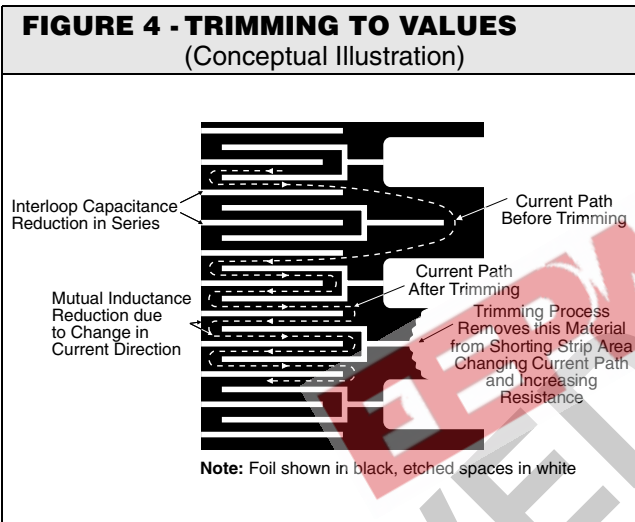 FIGURE 4 - TRIMMING TO VALUES
(Conceptual Illustration)
Interloop Capacitance
Reduction in Series
Current Path
Before Trimming
Mutual Inductance
Reduction due
to Change in
Current Direction
Current Path
After Trimming
Trimming Process
Removes this Material
from Shorting Strip Area
Changing Current Path
and Increasing
Resistance
Note: Foil shown in black, etched spaces in white